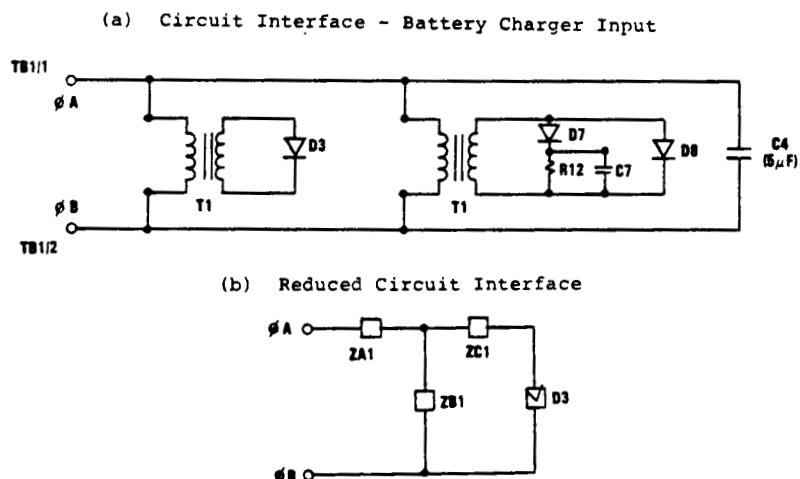 (a) Circuit Interface - Battery Charger Input
TB1/1
ØA
D3
T1
D7
R12
C7
D8
T1
C4
(5µF)
ØB
TB1/2
(b) Reduced Circuit Interface
ØA
ZA1
ZC1
ZB1
D3
ØB